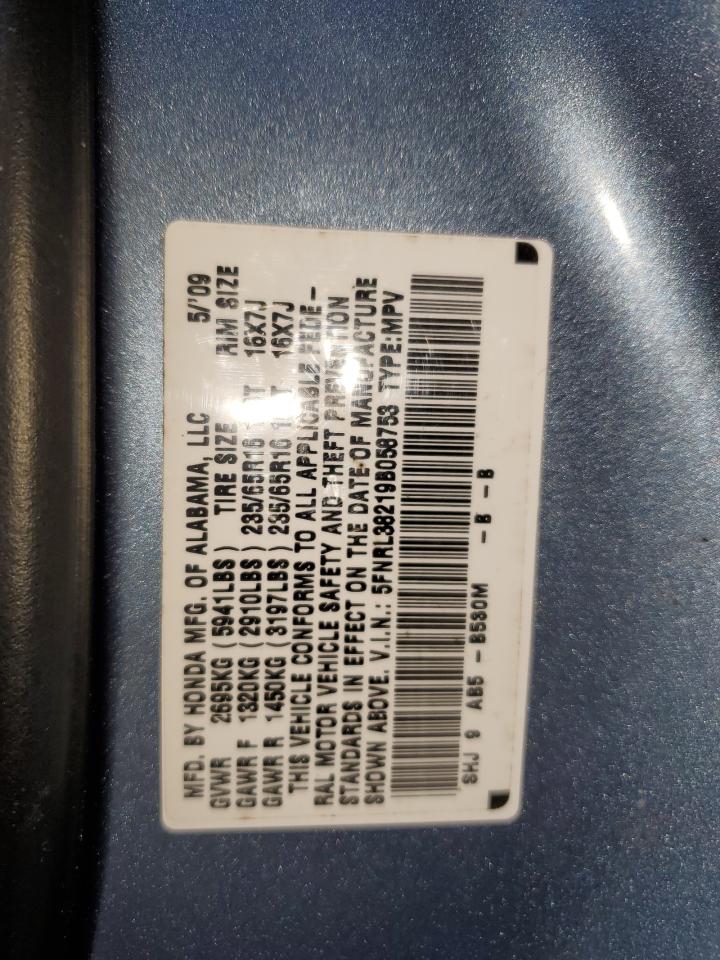 MFD. BY HONDA MFG. OF ALABAMA, LLC 5/'09
GVWR 2695KG (5941LBS) TIRE SIZE RIM SIZE
GAWR F 1320KG (2910LBS) 235/65R16 16X7J
GAWR R 1450KG (3197LBS) 235/65R16 16X7J
THIS VEHICLE CONFORMS TO ALL APPLICABLE FEDE-
RAL MOTOR VEHICLE SAFETY AND THEFT PREVENTION
STANDARDS IN EFFECT ON THE DATE OF MANUFACTURE
SHOWN ABOVE. V.I.N.: 5FNRL38219B058753 TYPE:MPV
SHJ 9 AB5 - B530M - B - B